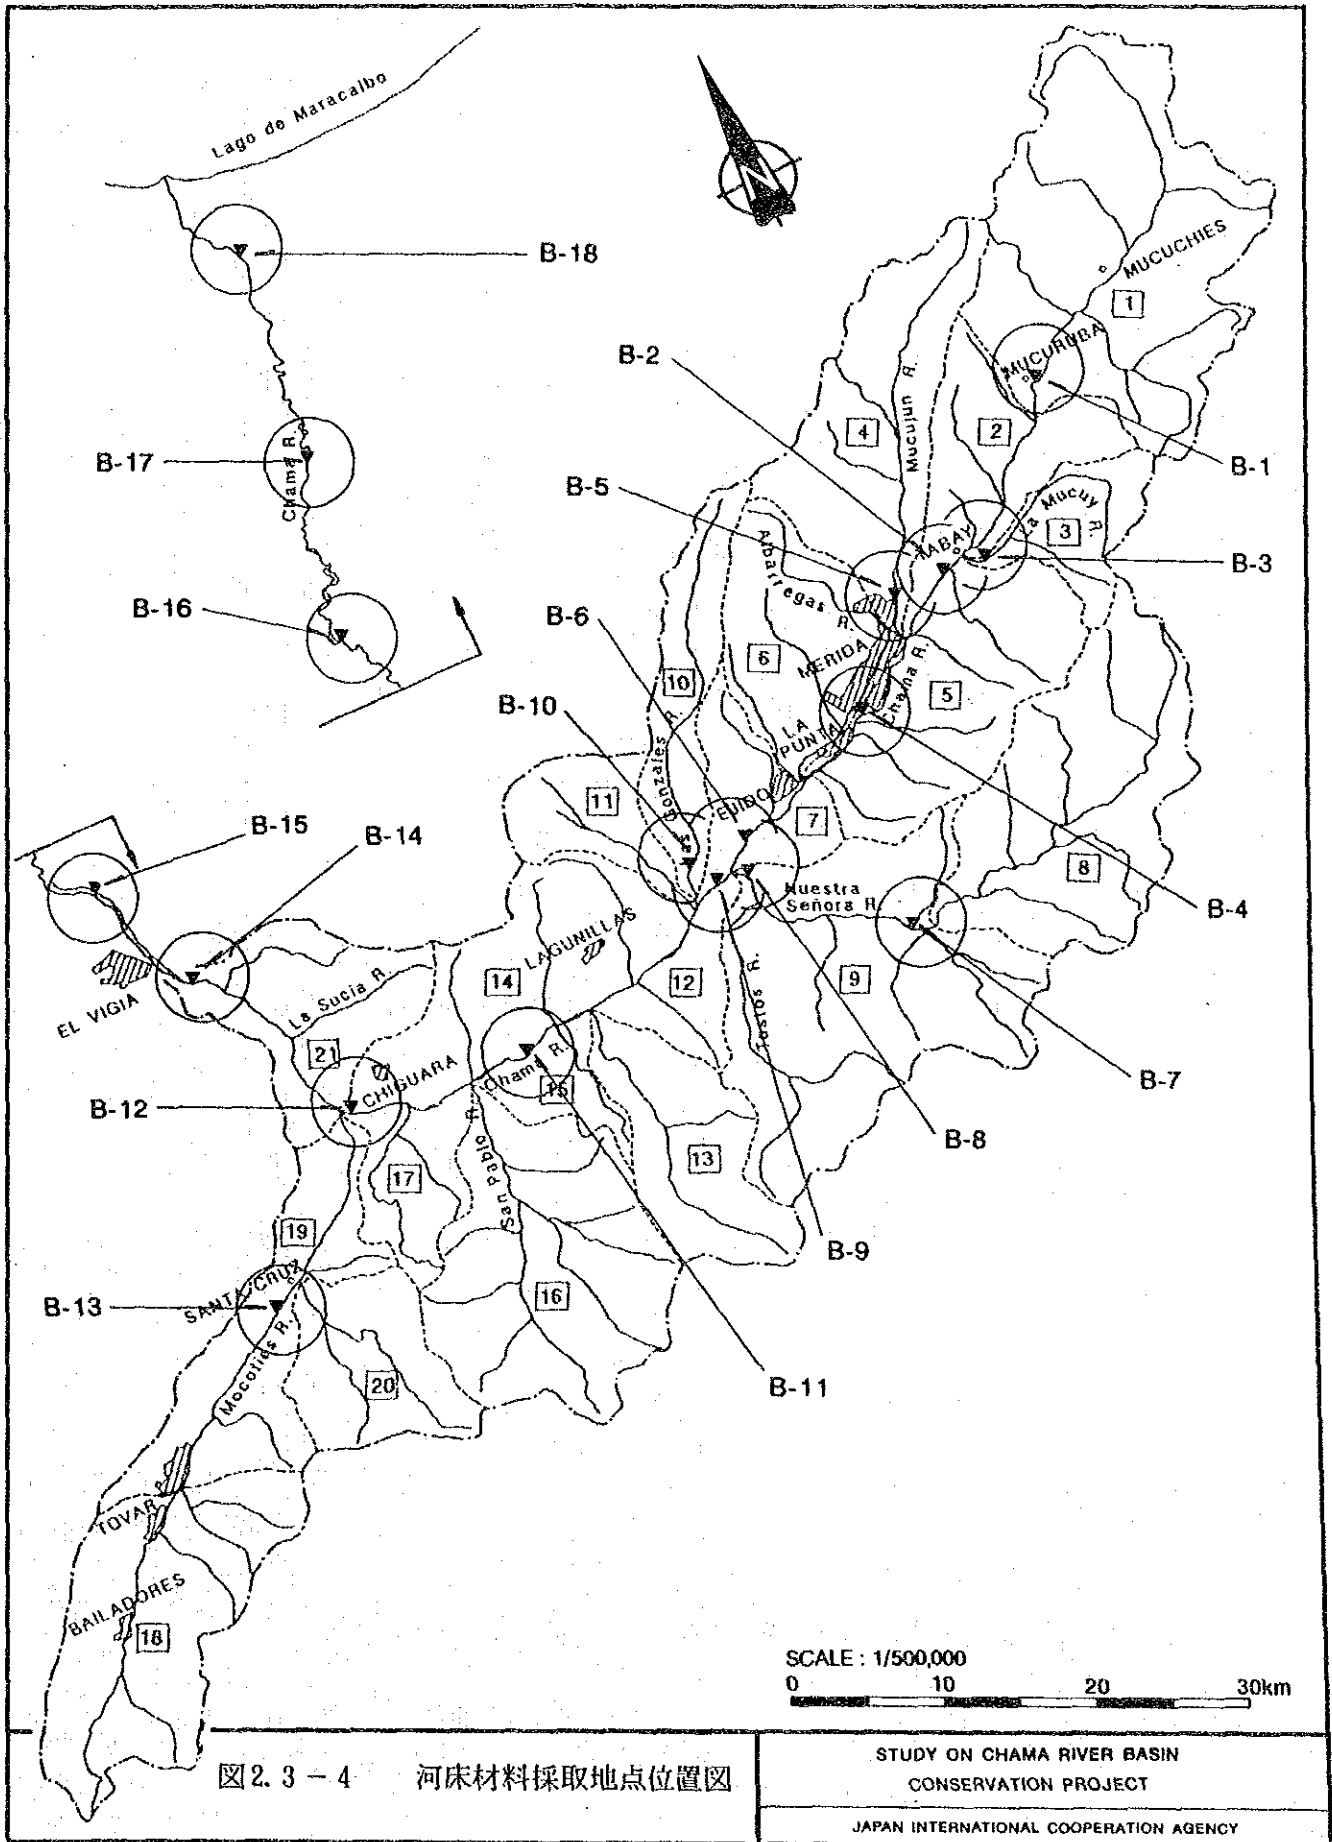 Lago de Maracaibo
N
B-18
B-17
Chama R.
B-16
MUCUCHIES
1
MUCURUBA
B-1
B-2
Mucujun R.
4
2
B-5
La Mucuy R.
3
TABAY
B-3
Albarregas R.
B-6
6
MERIDA
Chama R.
5
10
B-10
LA PUNTA
San Gonzales R.
11
EJIDO
7
8
B-15
B-14
Nuestra
Señora R.
B-4
LAGUNILLAS
14
12
9
EL VIGIA
La Sucia R.
21
CHIGUARA
Chama R.
15
B-7
B-12
B-8
San Pablo R.
17
13
19
B-9
SANTA CRUZ
B-13
16
Mocoties R.
20
B-11
TOVAR
BAILADORES
18
SCALE : 1/500,000
0 10 20 30km
図2.3-4 河床材料採取地点位置図
STUDY ON CHAMA RIVER BASIN
CONSERVATION PROJECT
JAPAN INTERNATIONAL COOPERATION AGENCY